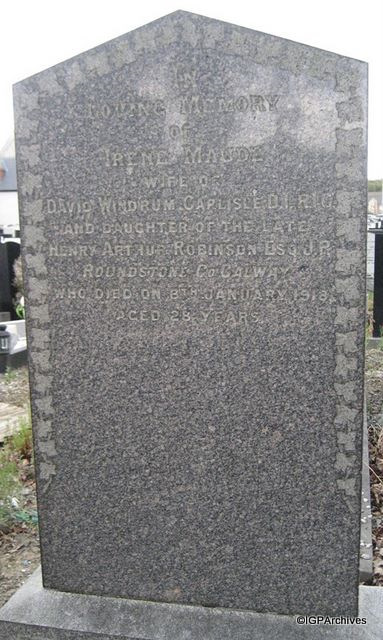 IN
LOVING MEMORY
OF
IRENE MAUDE
WIFE OF
DAVID WINDRUM CARLISLE D.I.R.I.C.
AND DAUGHTER OF THE LATE
HENRY ARTHUR ROBINSON ESQ. J.P.
ROUNDSTONE CO GALWAY
WHO DIED ON 8TH JANUARY 1918
AGED 28 YEARS
©IGPArchives